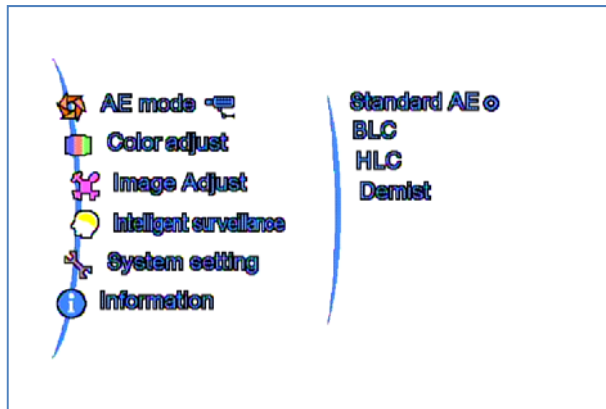 AE mode
Color adjust
Image Adjust
Intelligent surveillance
System setting
Information
Standard AE
BLC
HLC
Demist